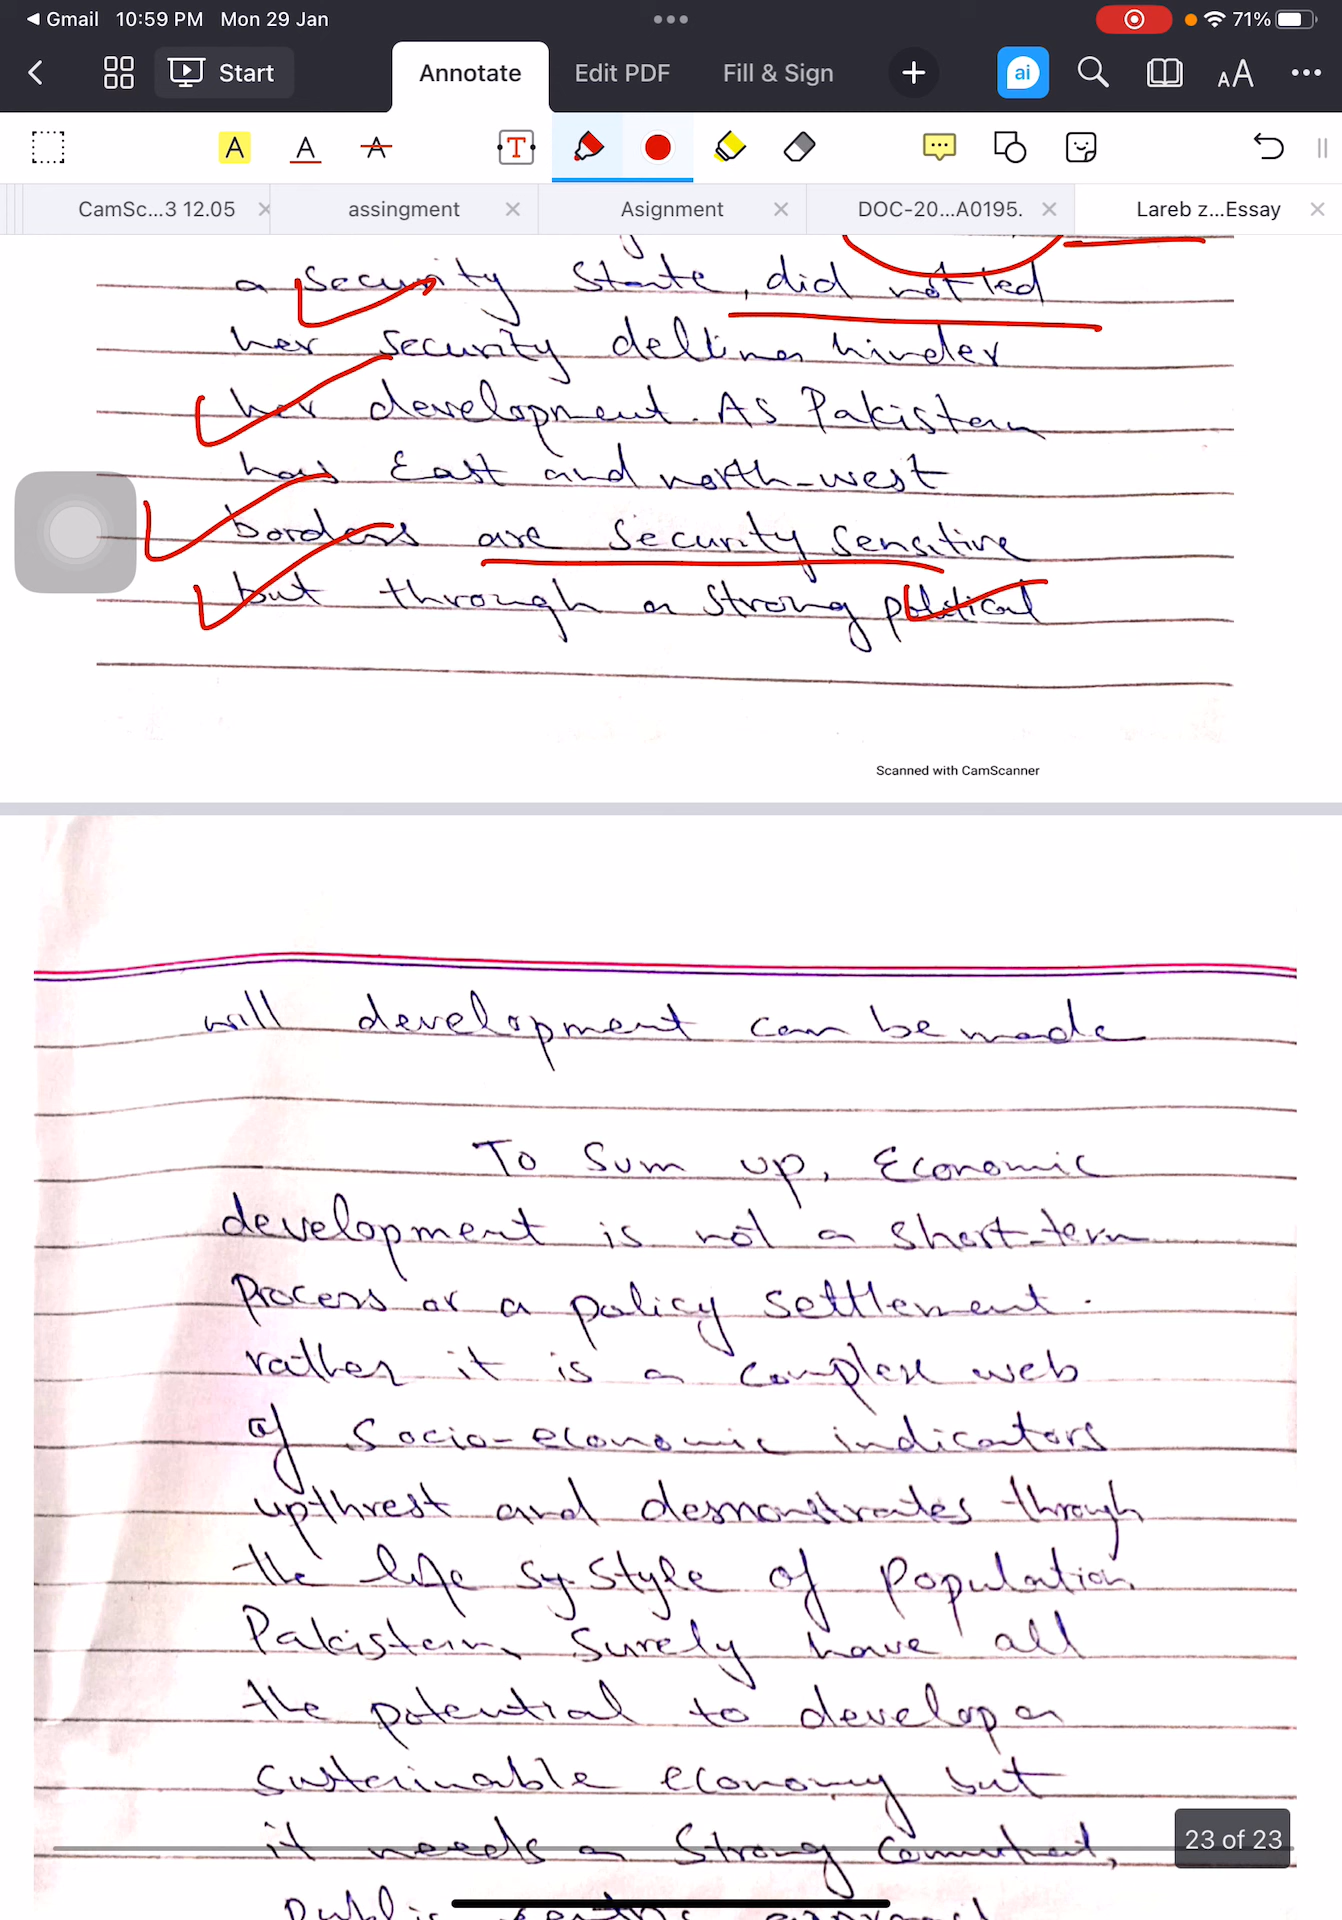 Gmail 10:59 PM Mon 29 Jan 71%
Start Annotate Edit PDF Fill & Sign ai AA
A A A T
CamSc...3 12.05 assingment Asignment DOC-20...A0195. Lareb z...Essay
a security State, did not led
her security hinder
her development. As Pakistan
has East and north-west
borders are security sensitive
but through a strong political
Scanned with CamScanner
will development can be made
To Sum up, Economic
development is not a short-term
Process or a policy settlement.
rather it is a complex web
of Socio-economic indicators
upthrest and desmonstrates through
the life sy-style of Population
Pakistan surely have all
the potential to develop a
sustainable economy but
it needs a strong
23 of 23
Public